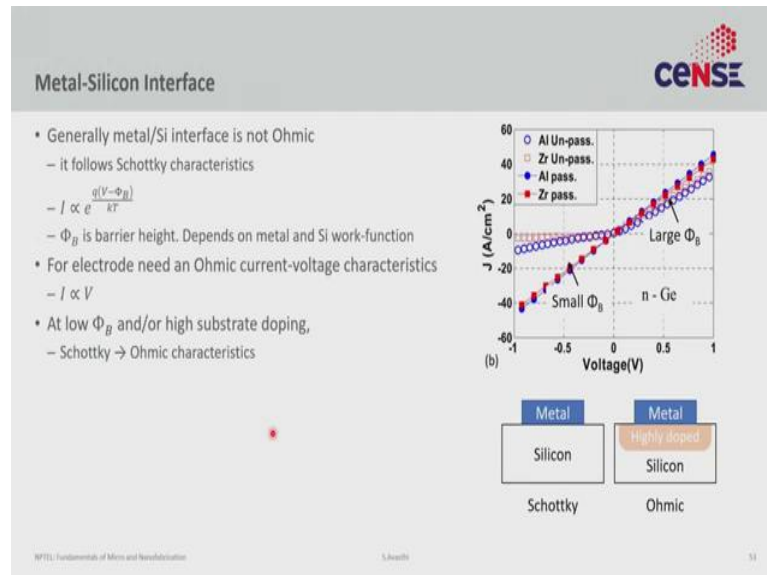 CeNSE
Metal-Silicon Interface
• Generally metal/Si interface is not Ohmic
– it follows Schottky characteristics
– I ∝ e^{q(V−Φ_B)/kT}
– Φ_B is barrier height. Depends on metal and Si work-function
• For electrode need an Ohmic current-voltage characteristics
– I ∝ V
• At low Φ_B and/or high substrate doping,
– Schottky → Ohmic characteristics
60
40
20
0
-20
-40
-60
J (A/cm²)
Al Un-pass.
Zr Un-pass.
Al pass.
Zr pass.
Large Φ_B
Small Φ_B
n - Ge
-1
-0.5
0
0.5
1
(b)
Voltage(V)
Metal
Silicon
Schottky
Metal
Highly doped
Silicon
Ohmic
NPTEL: Fundamentals of Micro and Nanofabrication
S.Avasthi
53